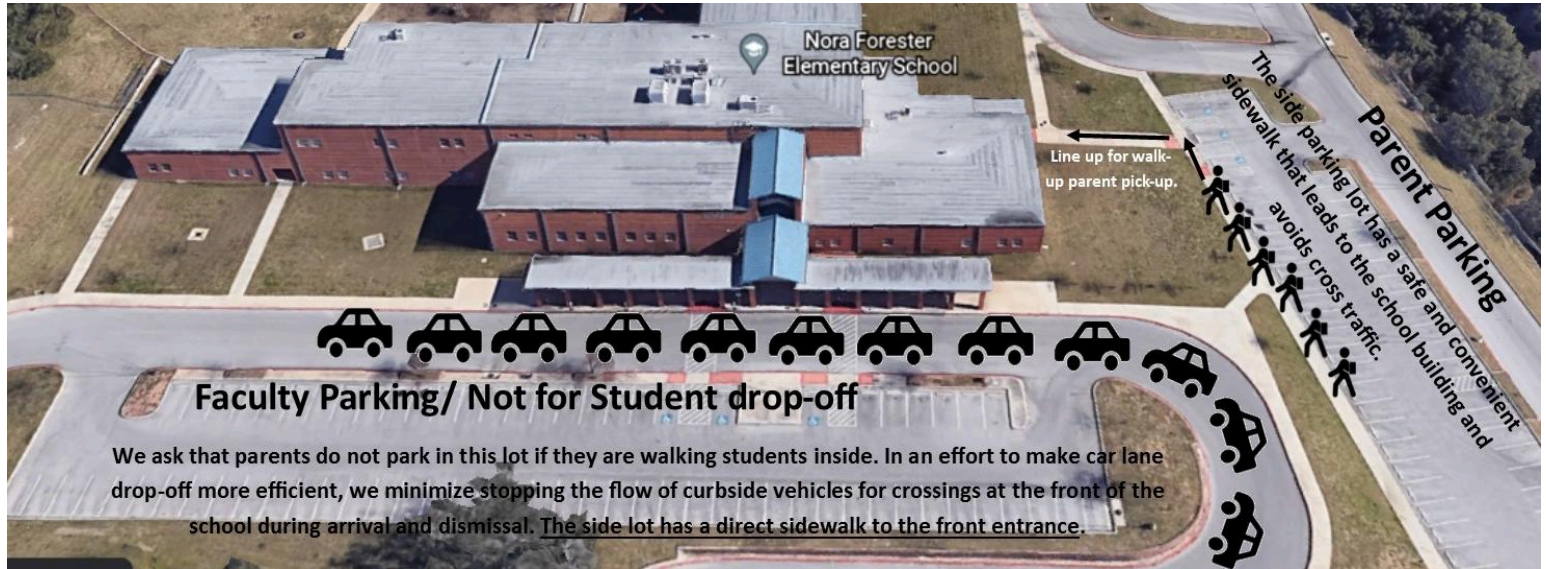 Nora Forester
Elementary School
Line up for walk-
up parent pick-up.
Parent Parking
The side parking lot has a safe and convenient
sidewalk that leads to the school building and
avoids cross traffic.
Faculty Parking/ Not for Student drop-off
We ask that parents do not park in this lot if they are walking students inside. In an effort to make car lane
drop-off more efficient, we minimize stopping the flow of curbside vehicles for crossings at the front of the
school during arrival and dismissal. The side lot has a direct sidewalk to the front entrance.